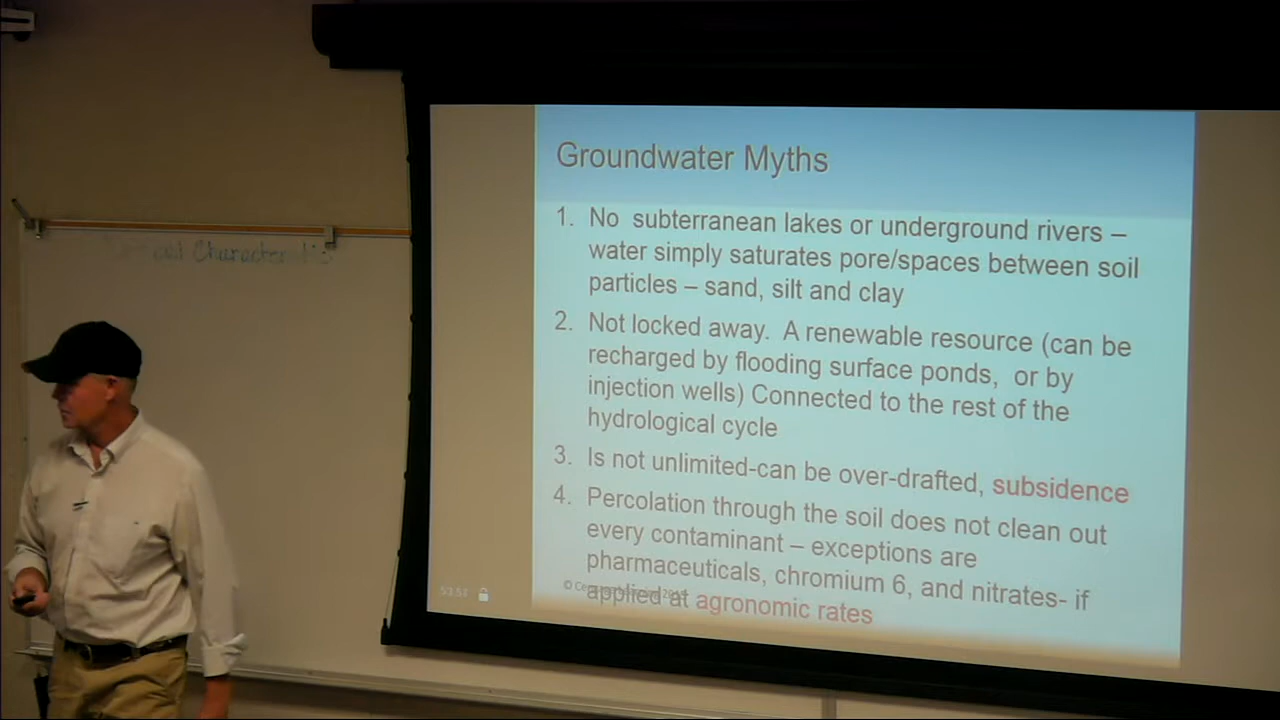 Groundwater Myths
1. No subterranean lakes or underground rivers –
water simply saturates pore/spaces between soil
particles – sand, silt and clay
2. Not locked away. A renewable resource (can be
recharged by flooding surface ponds, or by
injection wells) Connected to the rest of the
hydrological cycle
3. Is not unlimited-can be over-drafted, subsidence
4. Percolation through the soil does not clean out
every contaminant – exceptions are
pharmaceuticals, chromium 6, and nitrates- if
applied at agronomic rates